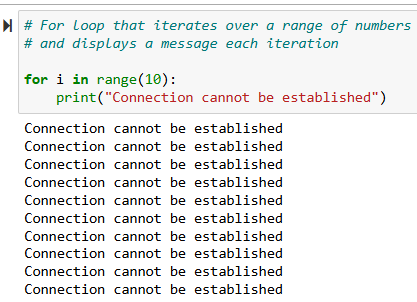 # For loop that iterates over a range of numbers
# and displays a message each iteration
for i in range(10):
    print("Connection cannot be established")
Connection cannot be established
Connection cannot be established
Connection cannot be established
Connection cannot be established
Connection cannot be established
Connection cannot be established
Connection cannot be established
Connection cannot be established
Connection cannot be established
Connection cannot be established